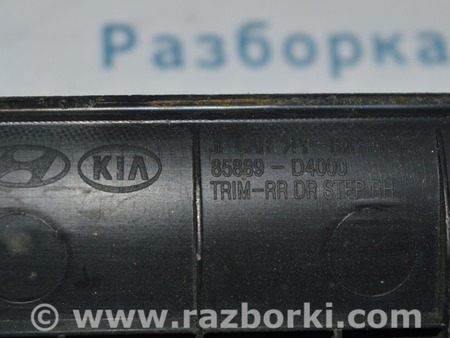 Разборка
KIA
85889-D4000
TRIM-RR DR STEP RH
www.razborki.com